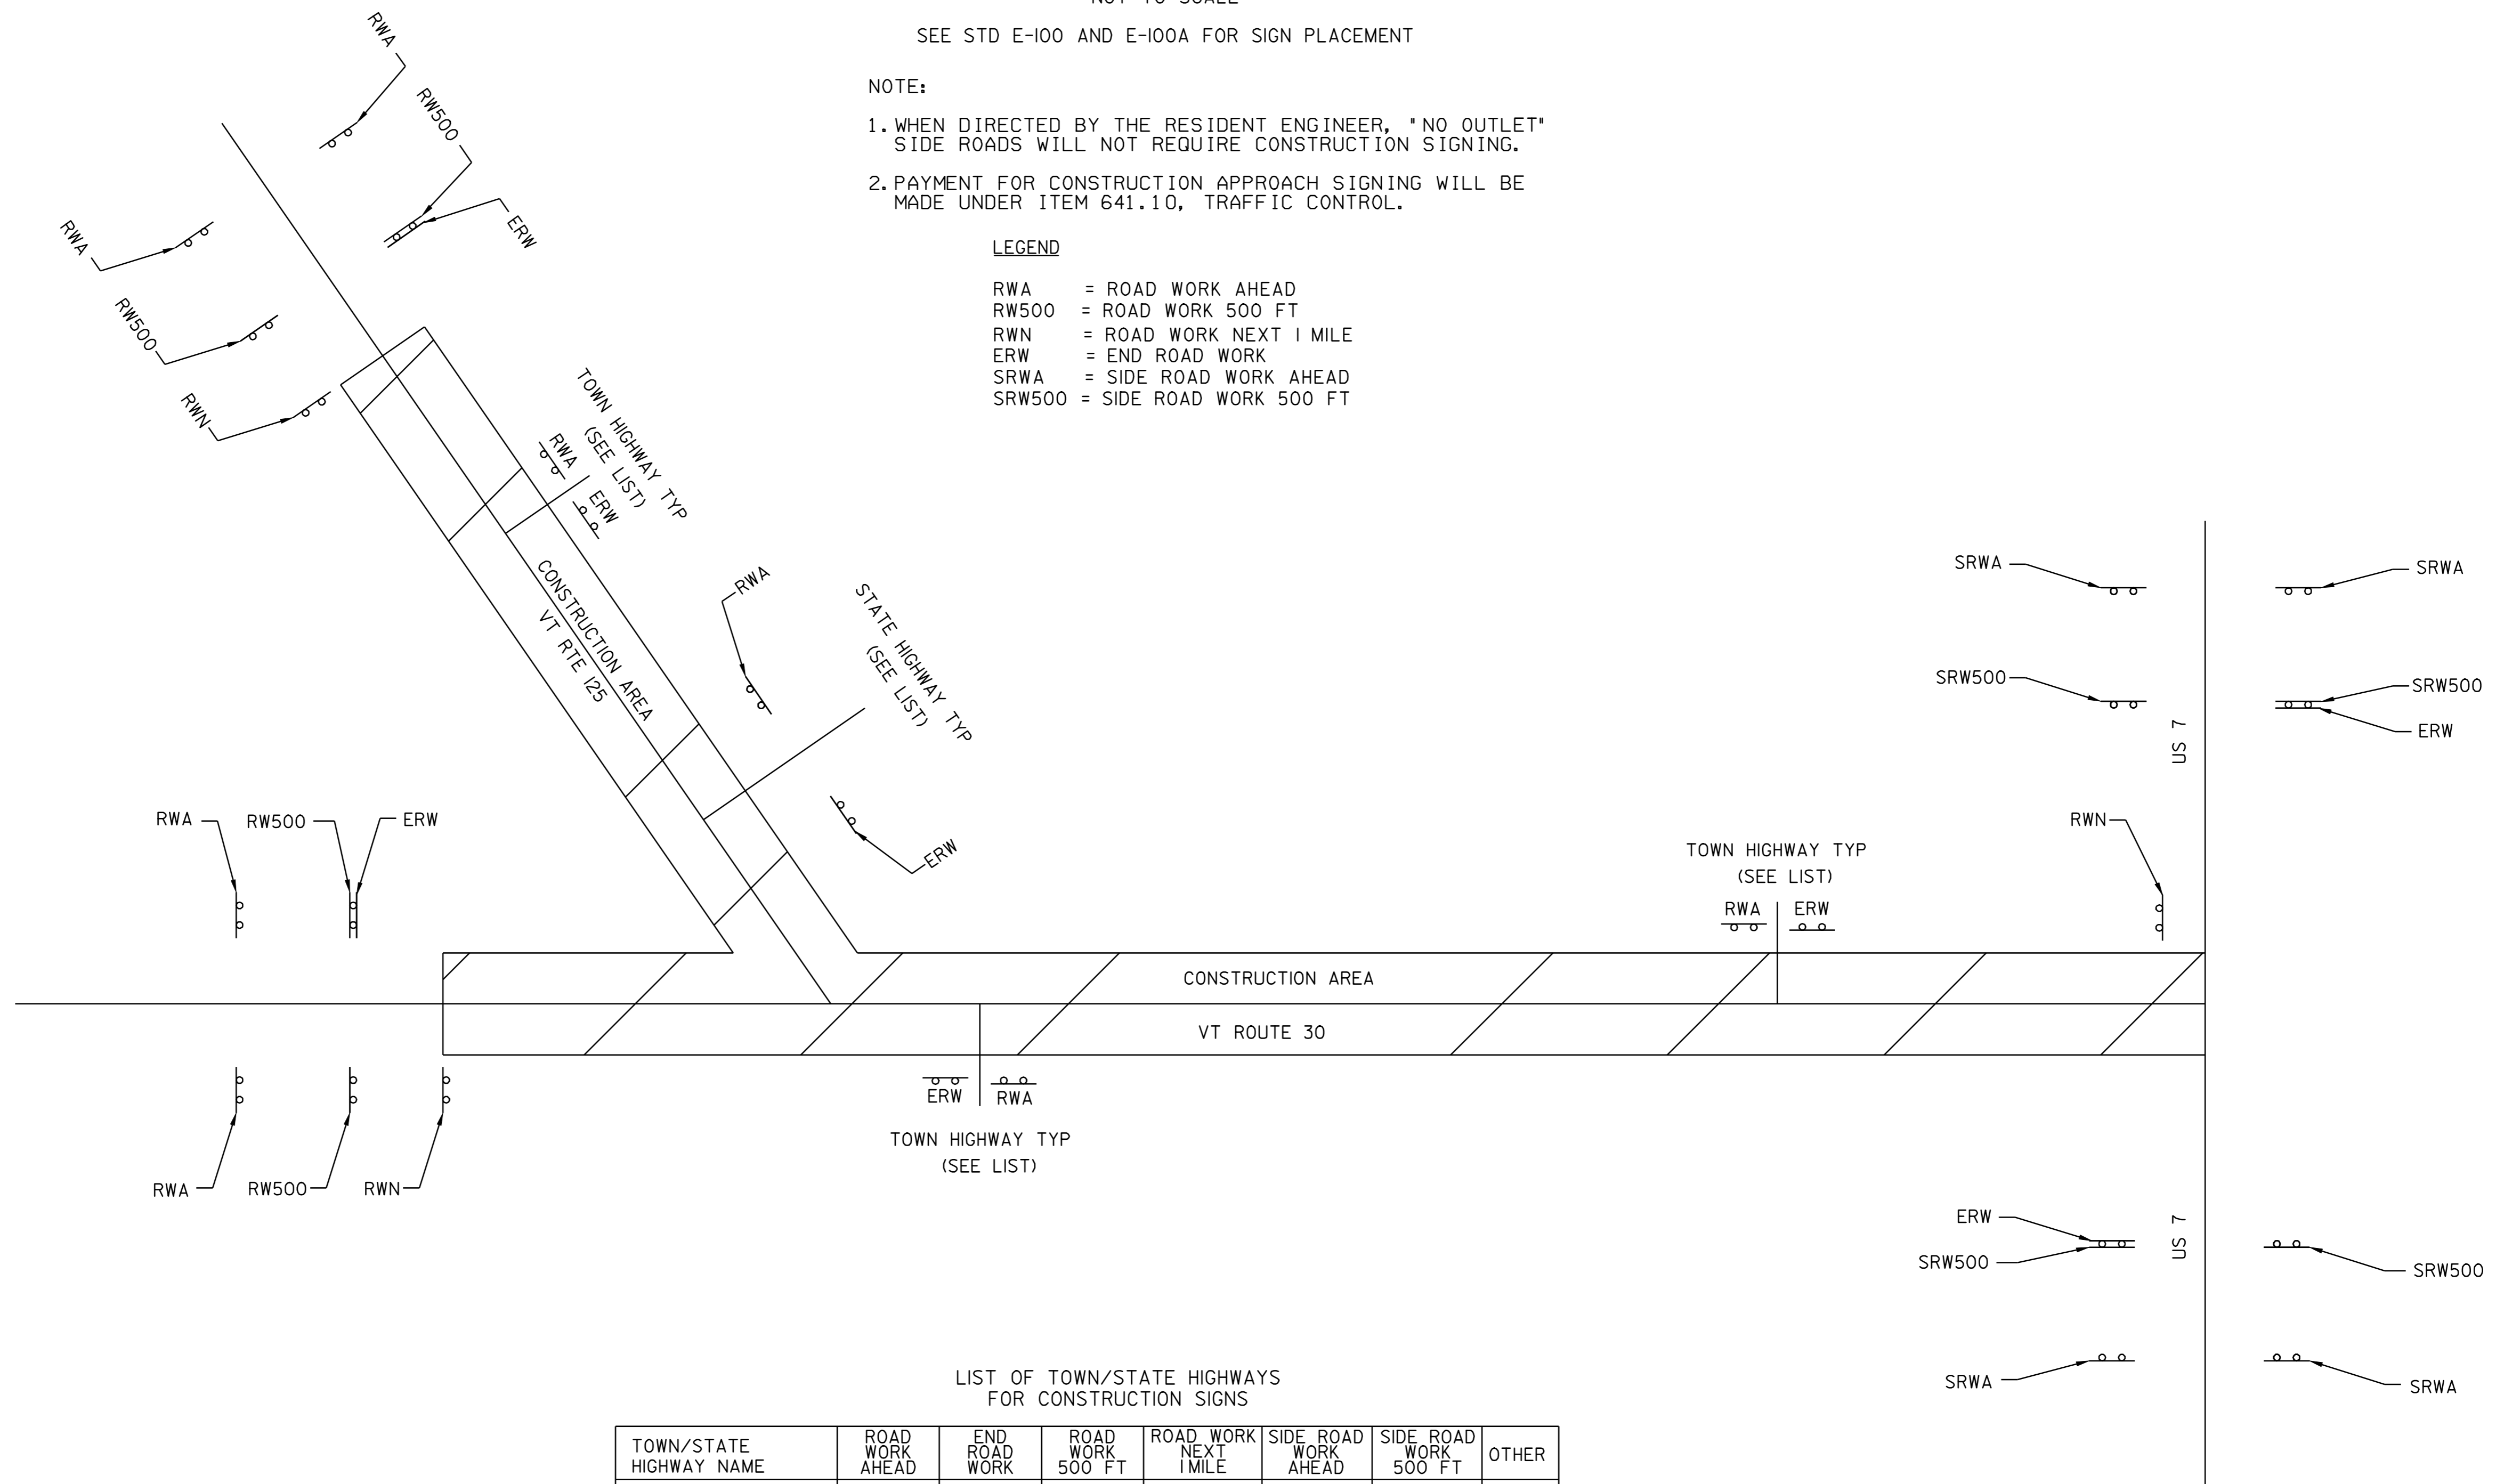 NOT TO SCALE
SEE STD E-100 AND E-100A FOR SIGN PLACEMENT
NOTE:
1. WHEN DIRECTED BY THE RESIDENT ENGINEER, "NO OUTLET"
SIDE ROADS WILL NOT REQUIRE CONSTRUCTION SIGNING.
2. PAYMENT FOR CONSTRUCTION APPROACH SIGNING WILL BE
MADE UNDER ITEM 641.10, TRAFFIC CONTROL.
LEGEND
RWA = ROAD WORK AHEAD
RW500 = ROAD WORK 500 FT
RWN = ROAD WORK NEXT 1 MILE
ERW = END ROAD WORK
SRWA = SIDE ROAD WORK AHEAD
SRW500 = SIDE ROAD WORK 500 FT
RWA
RW500
ERW
RWA
RW500
RWN
TOWN HIGHWAY TYP
(SEE LIST)
RWA
ERW
CONSTRUCTION AREA
VT RTE 125
RWA
STATE HIGHWAY TYP
(SEE LIST)
ERW
SRWA
SRWA
SRW500
SRW500
ERW
US 7
RWN
RWA
RW500
ERW
TOWN HIGHWAY TYP
(SEE LIST)
RWA
ERW
CONSTRUCTION AREA
VT ROUTE 30
ERW
RWA
TOWN HIGHWAY TYP
(SEE LIST)
RWA
RW500
RWN
ERW
SRW500
US 7
SRW500
SRWA
SRWA
LIST OF TOWN/STATE HIGHWAYS
FOR CONSTRUCTION SIGNS
TOWN/STATE
HIGHWAY NAME
ROAD
WORK
AHEAD
END
ROAD
WORK
ROAD
WORK
500 FT
ROAD WORK
NEXT
1 MILE
SIDE ROAD
WORK
AHEAD
SIDE ROAD
WORK
500 FT
OTHER